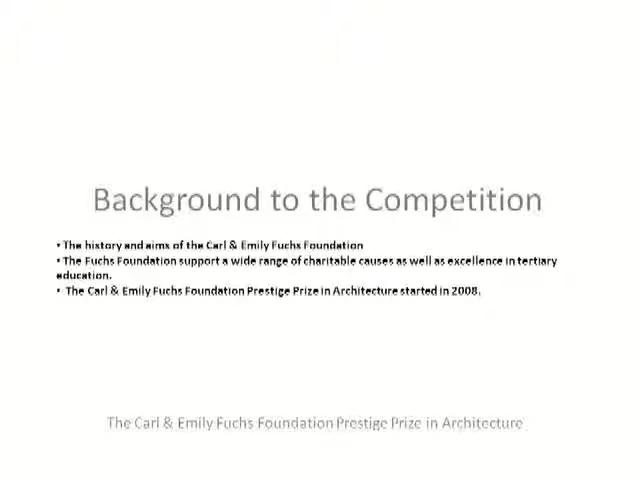 Background to the Competition
• The history and aims of the Carl & Emily Fuchs Foundation
• The Fuchs Foundation support a wide range of charitable causes as well as excellence in tertiary
education.
• The Carl & Emily Fuchs Foundation Prestige Prize in Architecture started in 2008.
The Carl & Emily Fuchs Foundation Prestige Prize in Architecture